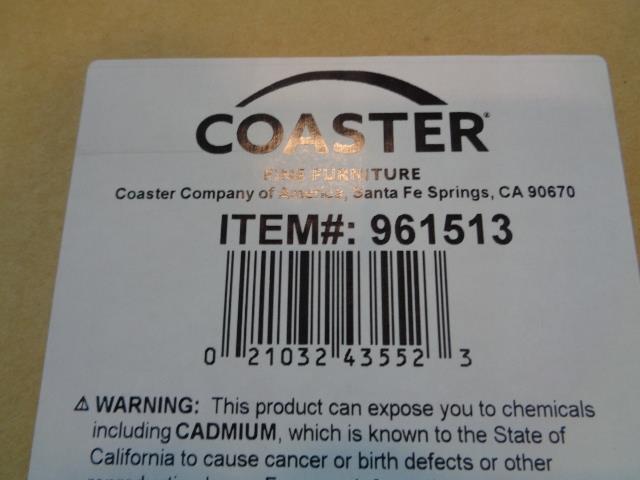 COASTER®
FINE FURNITURE
Coaster Company of America, Santa Fe Springs, CA 90670
ITEM#: 961513
0 21032 43552 3
⚠ WARNING: This product can expose you to chemicals
including CADMIUM, which is known to the State of
California to cause cancer or birth defects or other